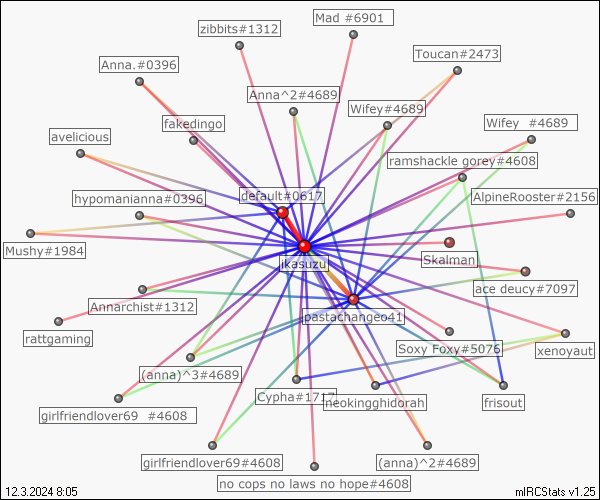 Mad #6901
zibbits#1312
Toucan#2473
Anna.#0396
Anna^2#4689
Wifey#4689
fakedingo
Wifey  #4689
avelicious
ramshackle gorey#4608
default#0617
hypomanianna#0396
AlpineRooster#2156
Mushy#1984
jkasuzu
Skalman
ace deucy#7097
Annarchist#1312
pastachangeo41
rattgaming
Soxy Foxy#5076
xenoyaut
(anna)^3#4689
Cypha#1717
neokingghidorah
frisout
girlfriendlover69  #4608
girlfriendlover69#4608
(anna)^2#4689
no cops no laws no hope#4608
12.3.2024 8:05
mIRCStats v1.25